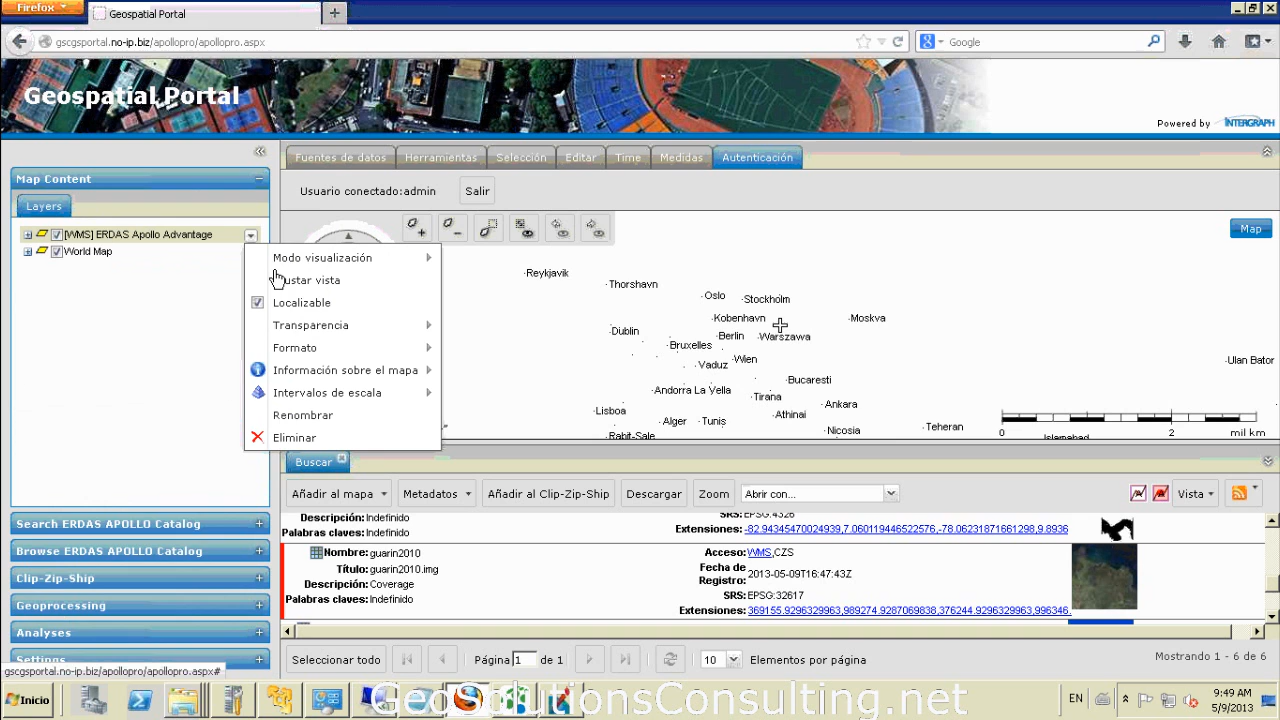 Firefox
Geospatial Portal
gscgsportal.no-ip.biz/apollopro/apollopro.aspx
Google
Geospatial Portal
Powered by INTERGRAPH
Map Content
Layers
[WMS] ERDAS Apollo Advantage
World Map
Fuentes de datos
Herramientas
Selección
Editar
Time
Medidas
Autenticación
Usuario conectado:admin
Salir
Map
Modo visualización
ustar vista
Localizable
Transparencia
Formato
Información sobre el mapa
Intervalos de escala
Renombrar
Eliminar
Reykjavik
Thorshavn
Oslo
Stockholm
Kobenhavn
Moskva
Dublin
Berlin
Warszawa
Bruxelles
Wien
Ulan Bator
Vaduz
Bucaresti
Andorra La Vella
Tirana
Ankara
Lisboa
Athinai
Alger
Tunis
Nicosia
Teheran
Rabit-Sale
Islamabad
0
2
mil km
Buscar
Añadir al mapa
Metadatos
Añadir al Clip-Zip-Ship
Descargar
Zoom
Abrir con...
Vista
Descripción: Indefinido
SRS: EPSG:4326
Palabras claves: Indefinido
Extensiones: -82.94345470024939,7.060119446522576,-78.06231871661298,9.8936
Nombre: guarin2010
Acceso: WMS,CZS
Título: guarin2010.img
Fecha de Registro: 2013-05-09T16:47:43Z
Descripción: Coverage
SRS: EPSG:32617
Palabras claves: Indefinido
Extensiones: 369155.9296329963,989274.9287069838,376244.9296329963,996346.
Search ERDAS APOLLO Catalog
Browse ERDAS APOLLO Catalog
Clip-Zip-Ship
Geoprocessing
Analyses
Settings
gscgsportal.no-ip.biz/apollopro/apollopro.aspx#
Seleccionar todo
Página 1 de 1
10
Elementos por página
Mostrando 1 - 6 de 6
Inicio
GeoSolutionsConsulting.net
EN
9:49 AM
5/9/2013